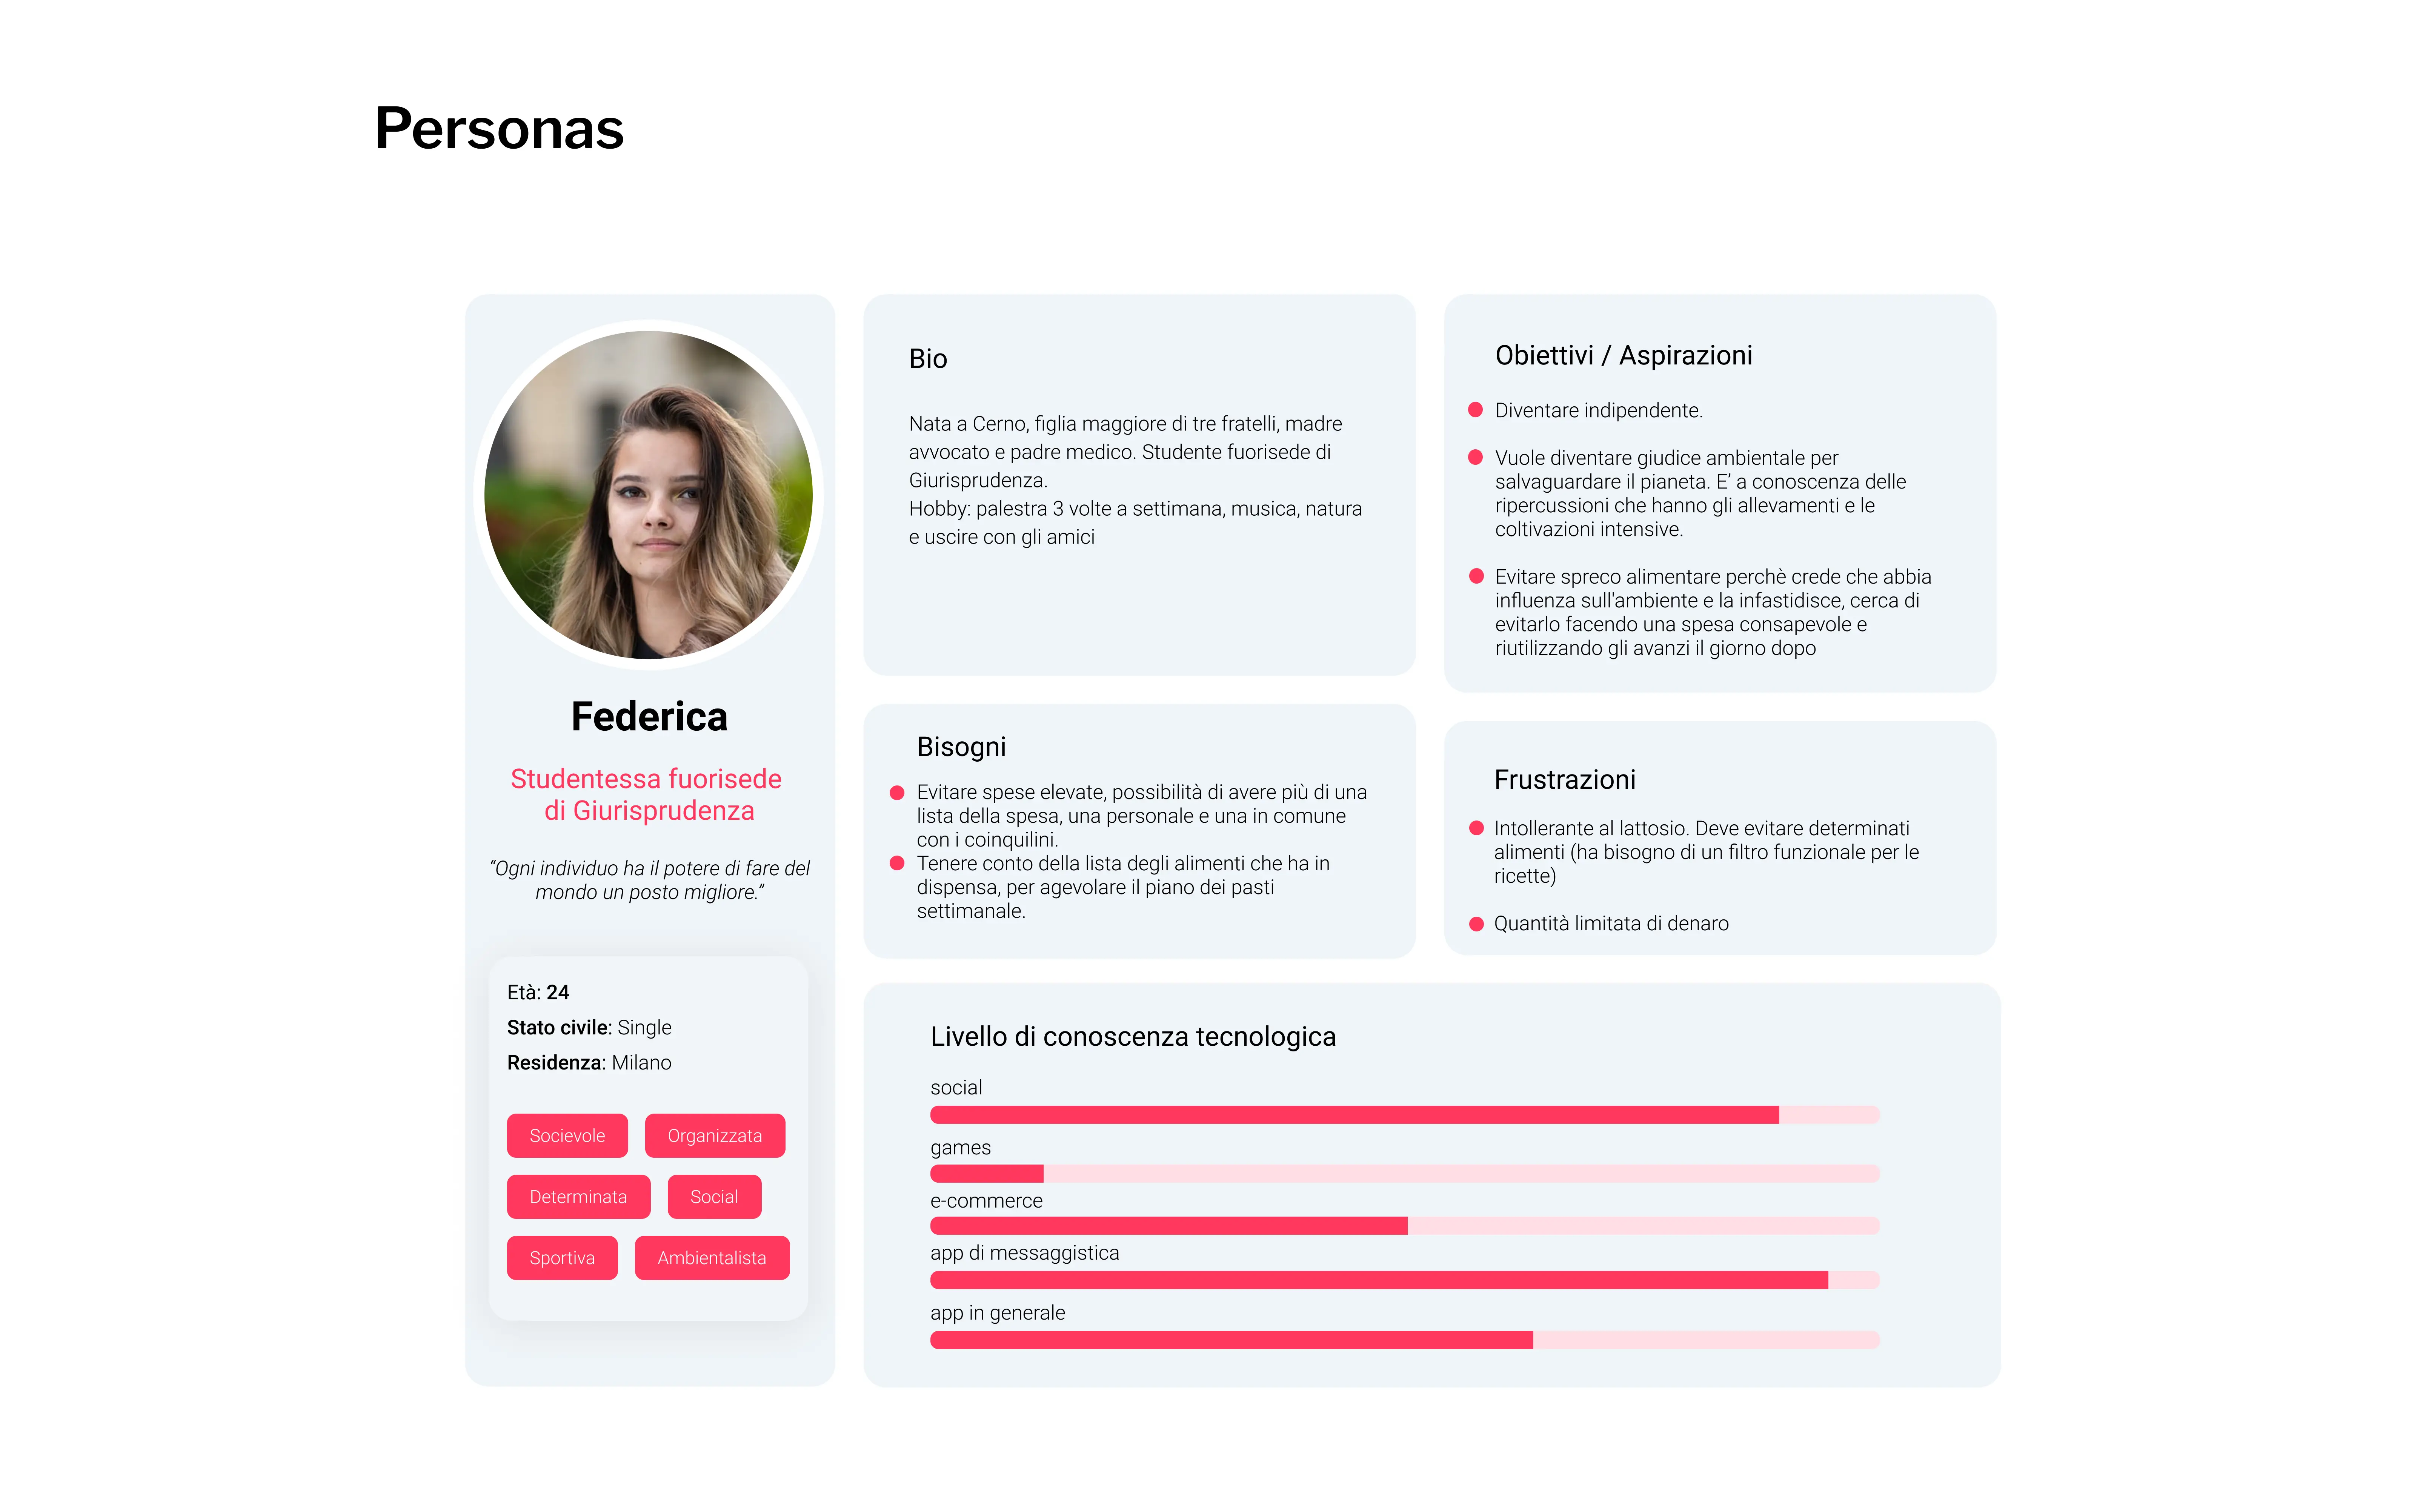 Personas
Federica
Studentessa fuorisede
di Giurisprudenza
“Ogni individuo ha il potere di fare del
mondo un posto migliore.”
Età: 24
Stato civile: Single
Residenza: Milano
Socievole
Organizzata
Determinata
Social
Sportiva
Ambientalista
Bio
Nata a Cerno, figlia maggiore di tre fratelli, madre
avvocato e padre medico. Studente fuorisede di
Giurisprudenza.
Hobby: palestra 3 volte a settimana, musica, natura
e uscire con gli amici
Obiettivi / Aspirazioni
Diventare indipendente.
Vuole diventare giudice ambientale per
salvaguardare il pianeta. E’ a conoscenza delle
ripercussioni che hanno gli allevamenti e le
coltivazioni intensive.
Evitare spreco alimentare perchè crede che abbia
influenza sull'ambiente e la infastidisce, cerca di
evitarlo facendo una spesa consapevole e
riutilizzando gli avanzi il giorno dopo
Bisogni
Evitare spese elevate, possibilità di avere più di una
lista della spesa, una personale e una in comune
con i coinquilini.
Tenere conto della lista degli alimenti che ha in
dispensa, per agevolare il piano dei pasti
settimanale.
Frustrazioni
Intollerante al lattosio. Deve evitare determinati
alimenti (ha bisogno di un filtro funzionale per le
ricette)
Quantità limitata di denaro
Livello di conoscenza tecnologica
social
games
e-commerce
app di messaggistica
app in generale